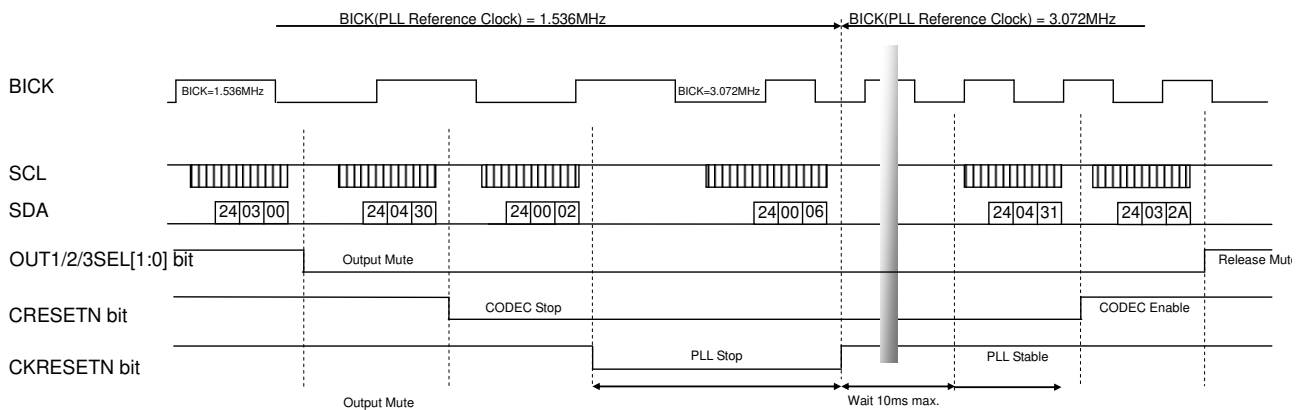 BICK(PLL Reference Clock) = 1.536MHz
BICK(PLL Reference Clock) = 3.072MHz
BICK
BICK=1.536MHz
BICK=3.072MHz
SCL
SDA
24 03 00
24 04 30
24 00 02
24 00 06
24 04 31
24 03 2A
OUT1/2/3SEL[1:0] bit
Output Mute
Release Mute
CRESETN bit
CODEC Stop
CODEC Enable
CKRESETN bit
PLL Stop
PLL Stable
Output Mute
Wait 10ms max.